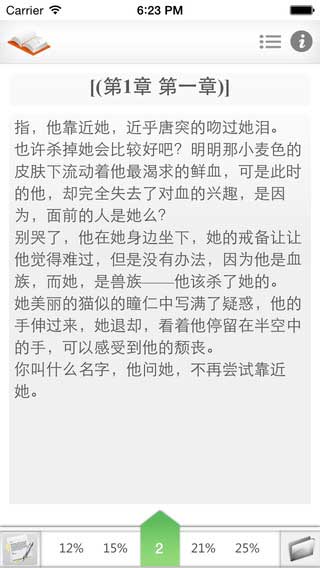 Carrier 6:23 PM
[(第1章 第一章)]
指，他靠近她，近乎唐突的吻过她泪。
也许杀掉她会比较好吧？明明那小麦色的
皮肤下流动着他最渴求的鲜血，可是此时
的他，却完全失去了对血的兴趣，是因
为，面前的人是她么？
别哭了，他在她身边坐下，她的戒备让让
他觉得难过，但是没有办法，因为他是血
族，而她，是兽族——他该杀了她的。
她美丽的猫似的瞳仁中写满了疑惑，他的
手伸过来，她退却，看着他停留在半空中
的手，可以感受到他的颓丧。
你叫什么名字，他问她，不再尝试靠近
她。
12% 15% 2 21% 25%